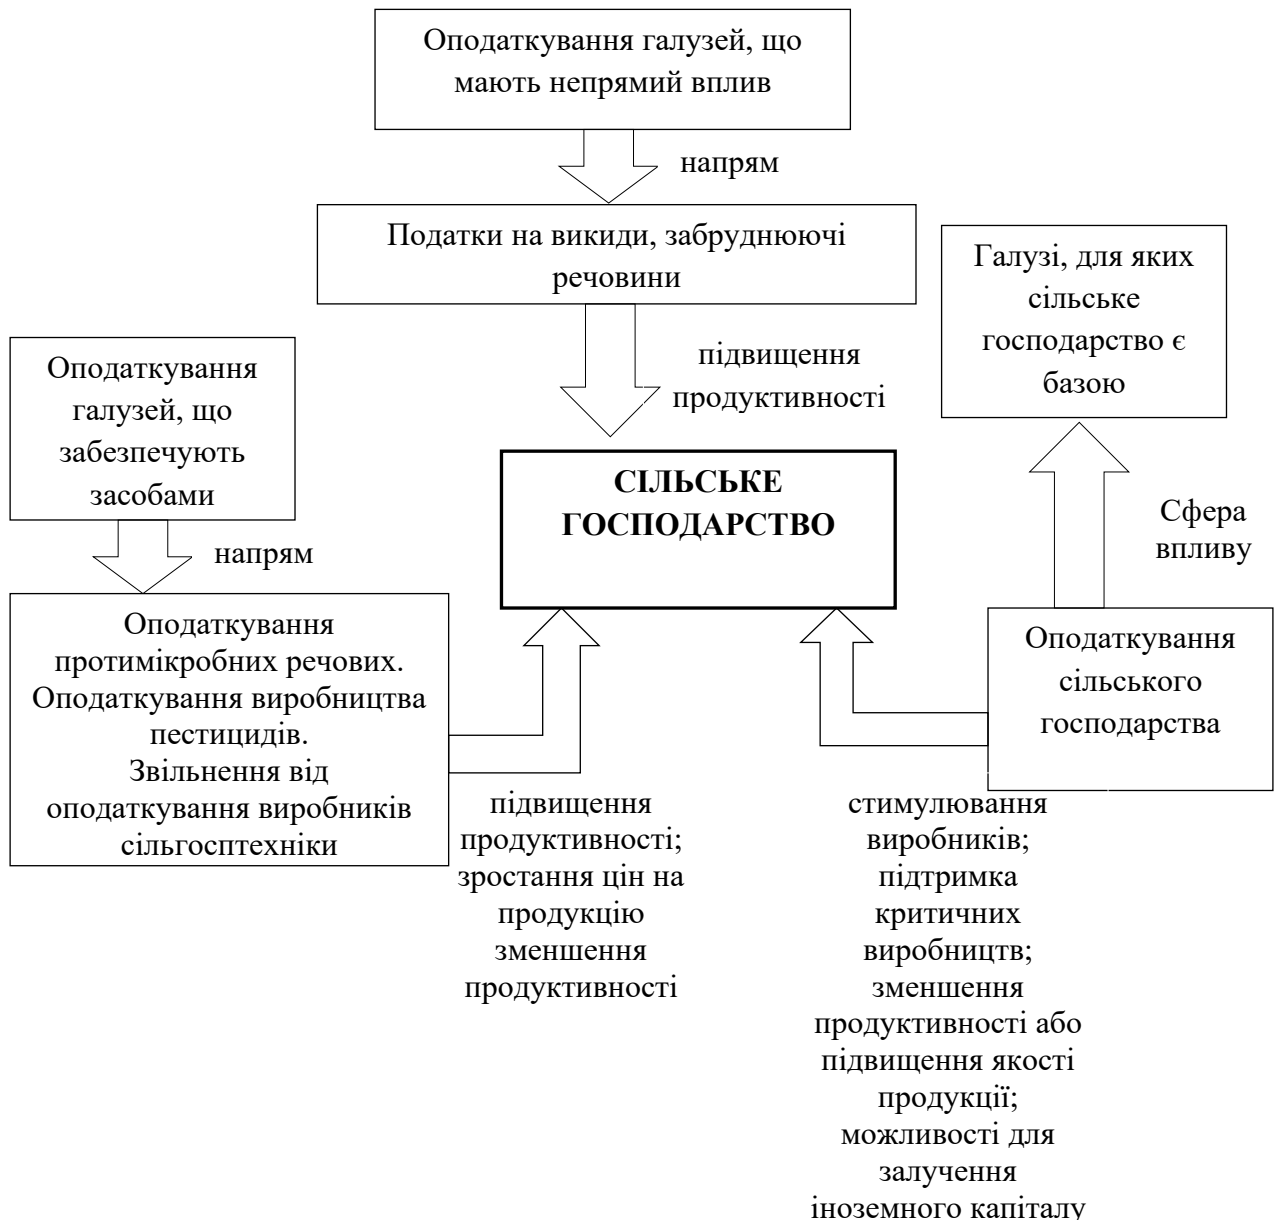 Оподаткування галузей, що
мають непрямий вплив
напрям
Податки на викиди, забруднюючі
речовини
підвищення
продуктивності
Галузі, для яких
сільське
господарство є
базою
Оподаткування
галузей, що
забезпечують
засобами
напрям
СІЛЬСЬКЕ
ГОСПОДАРСТВО
Сфера
впливу
Оподаткування
протимікробних речових.
Оподаткування виробництва
пестицидів.
Звільнення від
оподаткування виробників
сільгосптехніки
Оподаткування
сільського
господарства
підвищення
продуктивності;
зростання цін на
продукцію
зменшення
продуктивності
стимулювання
виробників;
підтримка
критичних
виробництв;
зменшення
продуктивності або
підвищення якості
продукції;
можливості для
залучення
іноземного капіталу